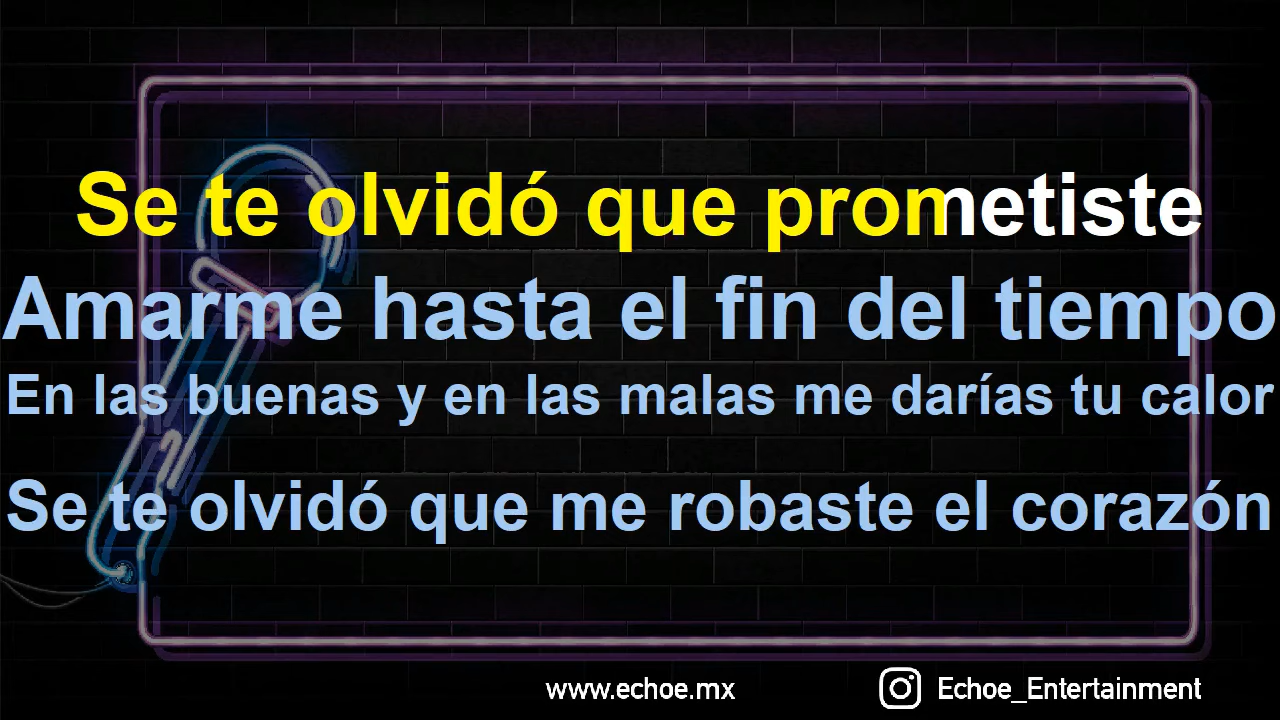 Se te olvidó que prometiste
Amarme hasta el fin del tiempo
En las buenas y en las malas me darías tu calor
Se te olvidó que me robaste el corazón
www.echoe.mx
Echoe_Entertainment